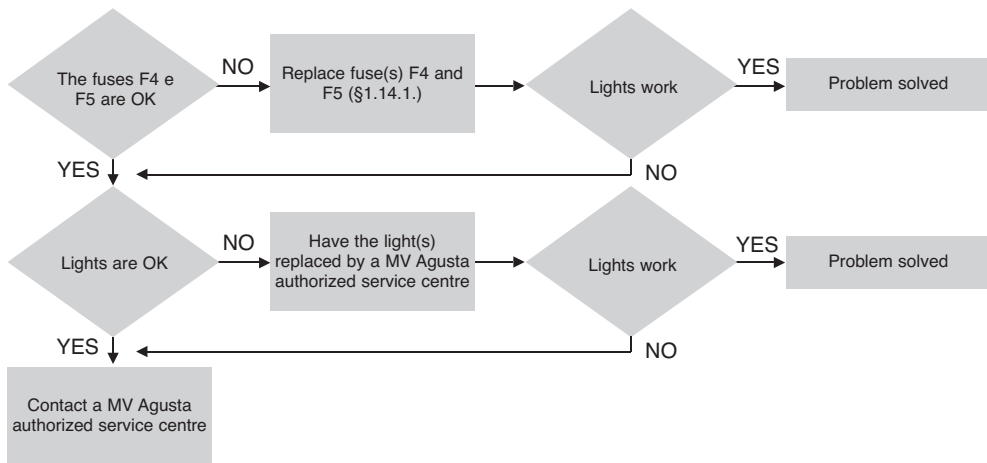 The fuses F4 e
F5 are OK
NO
Replace fuse(s) F4 and
F5 (§1.14.1.)
Lights work
YES
Problem solved
YES
NO
Lights are OK
NO
Have the light(s)
replaced by a MV Agusta
authorized service centre
Lights work
YES
Problem solved
YES
NO
Contact a MV Agusta
authorized service centre